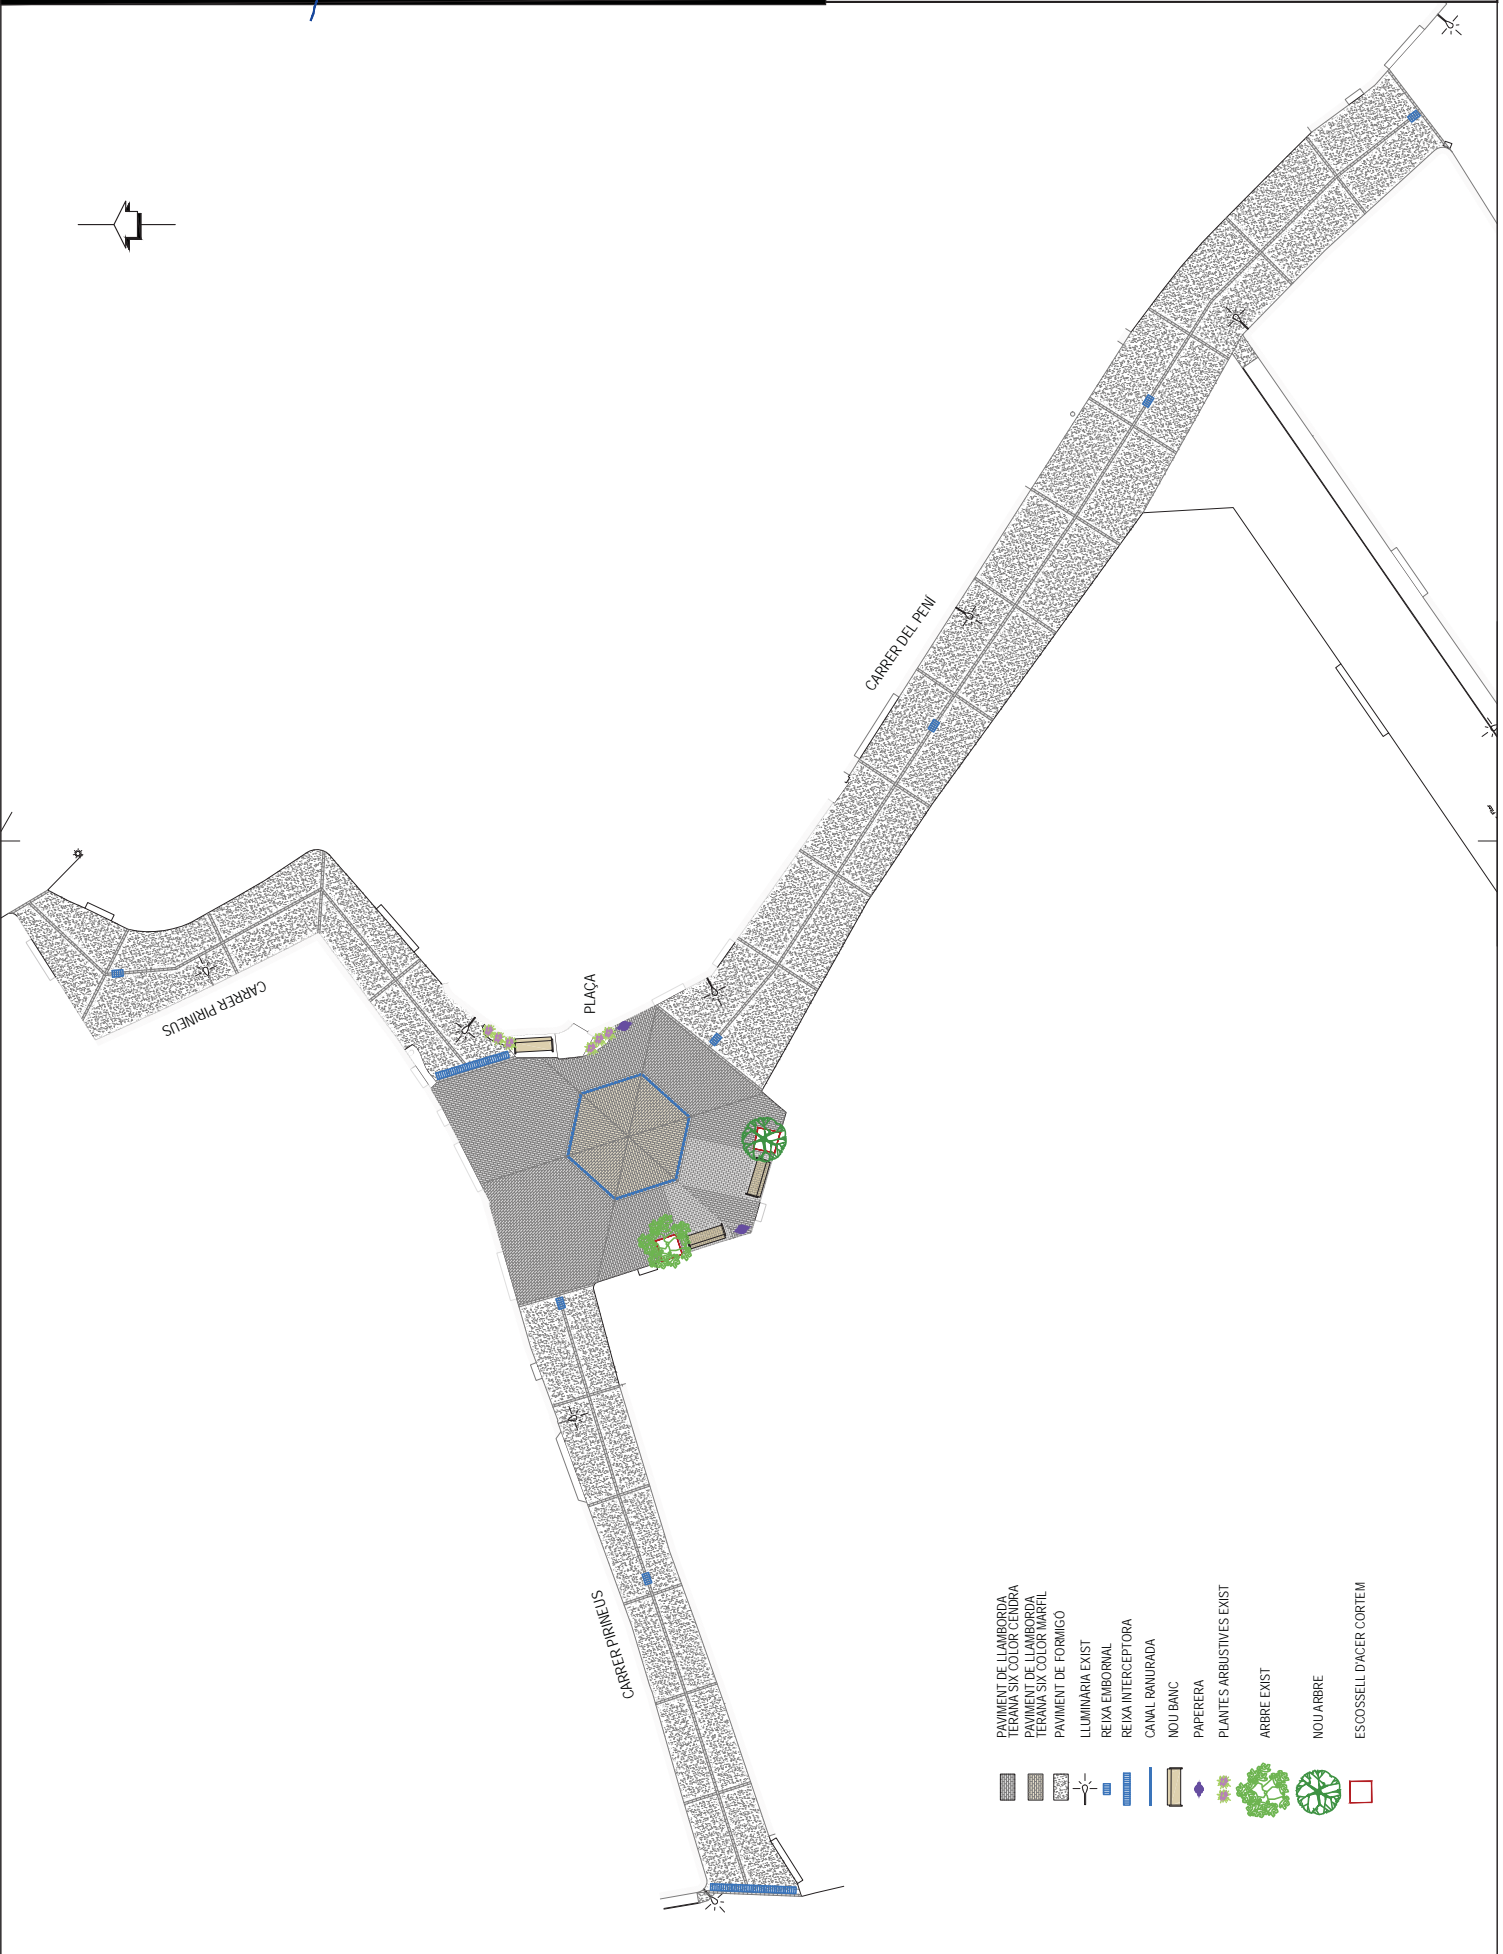 CARRER DEL PENÍ
PLAÇA
CARRER PIRINEUS
CARRER PIRINEUS
PAVIMENT DE LLAMBORDA
TERANA SIX COLOR CENDRA
PAVIMENT DE LLAMBORDA
TERANA SIX COLOR MARFIL
PAVIMENT DE FORMIGÓ
LLUMINÀRIA EXIST
REIXA EMBORNAL
REIXA INTERCEPTORA
CANAL RANURADA
NOU BANC
PAPERERA
PLANTES ARBUSTIVES EXIST
ARBRE EXIST
NOU ARBRE
ESCOSSELL D'ACER CORTEM